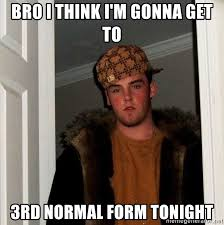 BRO I THINK I'M GONNA GET
TO
3RD NORMAL FORM TONIGHT